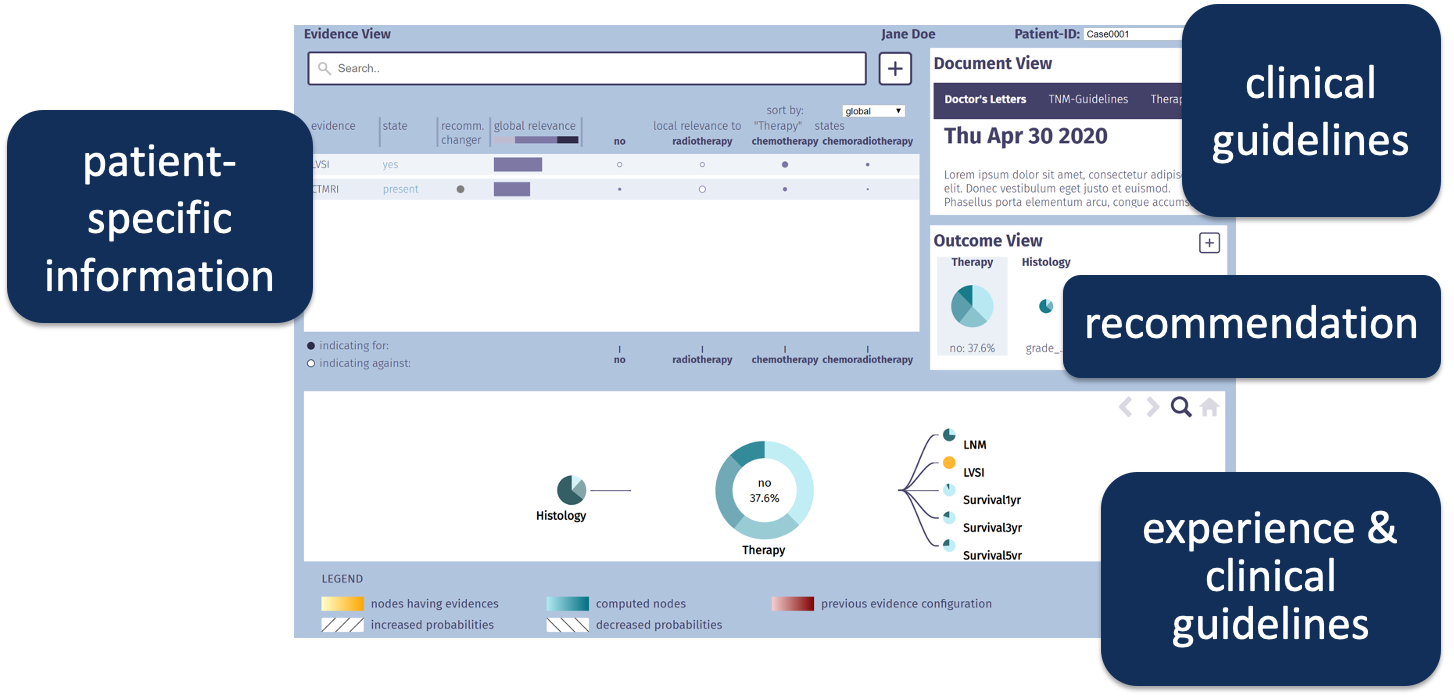 Evidence View
Jane Doe
Patient-ID: Case0001
Search..
+
sort by: global
evidence
state
recomm.
changer
global relevance
local relevance to "Therapy" states
no
radiotherapy
chemotherapy
chemoradiotherapy
LVSI yes
CTMRI present
indicating for:
indicating against:
no
radiotherapy
chemotherapy
chemoradiotherapy
Document View
Doctor's Letters TNM-Guidelines
Thu Apr 30 2020
Lorem ipsum dolor sit amet, consectetur
elit. Donec vestibulum eget justo et euismod.
Phasellus porta elementum arcu, congue
Outcome View
+
Therapy
Histology
no: 37.6%
grade_..
patient-
specific
information
clinical
guidelines
recommendation
experience &
clinical
guidelines
Histology
no
37.6%
Therapy
LNM
LVSI
Survival1yr
Survival3yr
Survival5yr
LEGEND
nodes having evidences
computed nodes
previous evidence configuration
increased probabilities
decreased probabilities